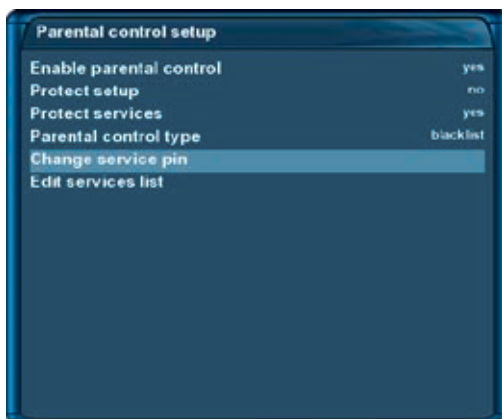 Parental control setup
Enable parental control yes
Protect setup no
Protect services yes
Parental control type blacklist
Change service pin
Edit services list